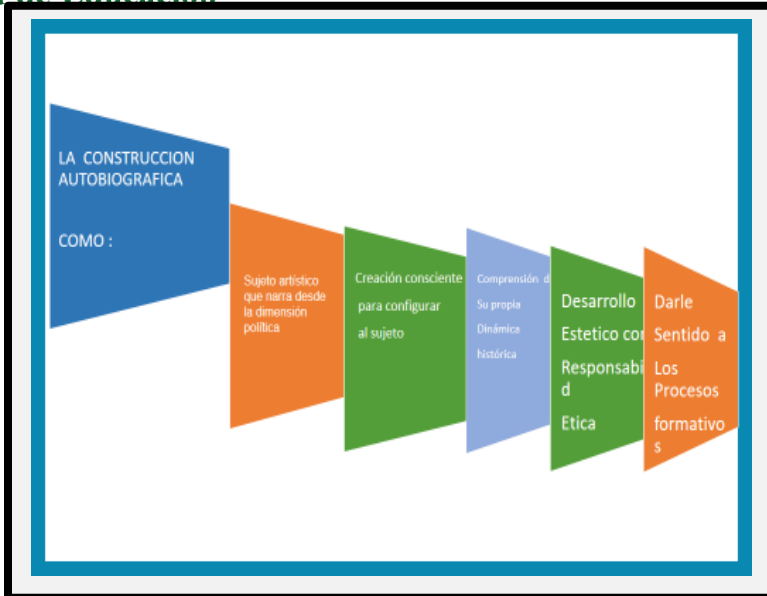 LA CONSTRUCCION
AUTOBIOGRAFICA
COMO :
Sujeto artístico
que narra desde
la dimensión
política
Creación consciente
para configurar
al sujeto
Comprensión d
Su propia
Dinámica
histórica
Desarrollo
Estetico con
Responsabi
d
Etica
Darle
Sentido a
Los
Procesos
formativo
s